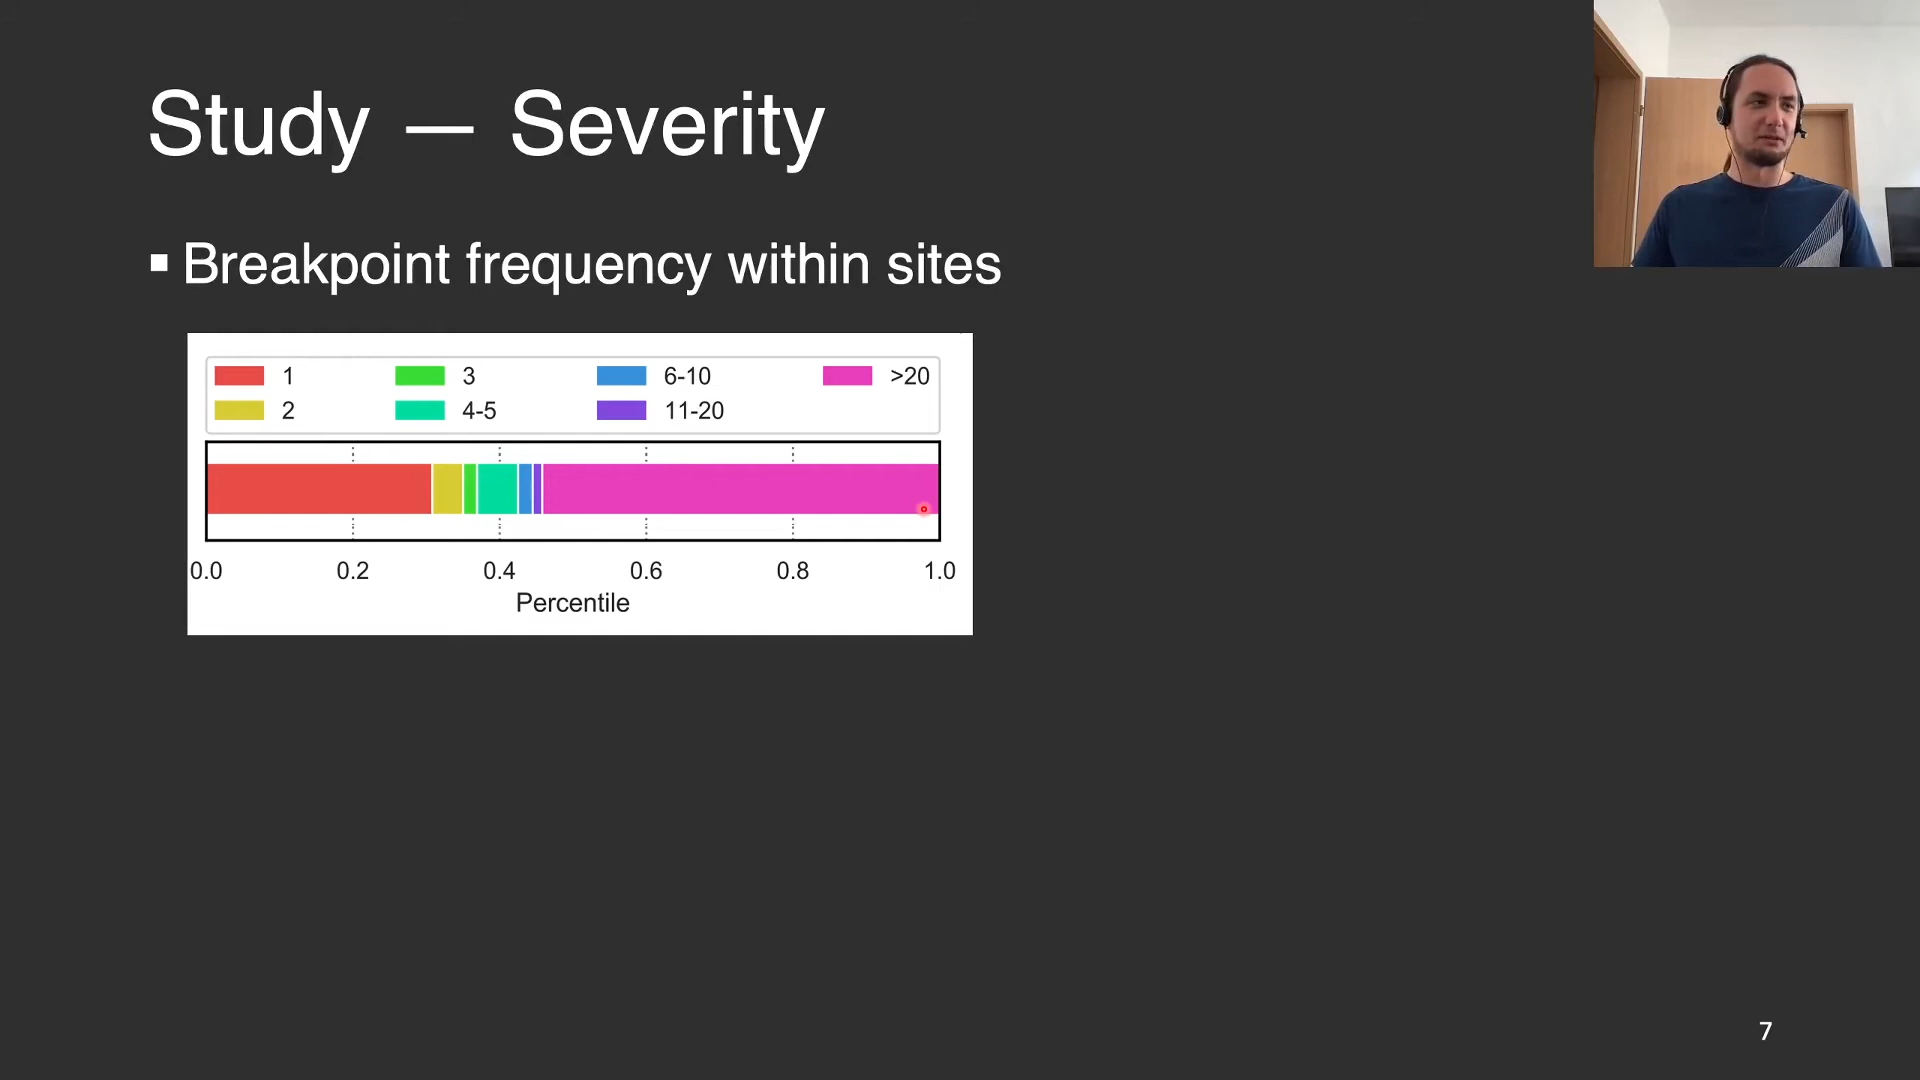 Study — Severity
▪ Breakpoint frequency within sites
1 3 6-10 >20
2 4-5 11-20
0.0 0.2 0.4 0.6 0.8 1.0
Percentile
7